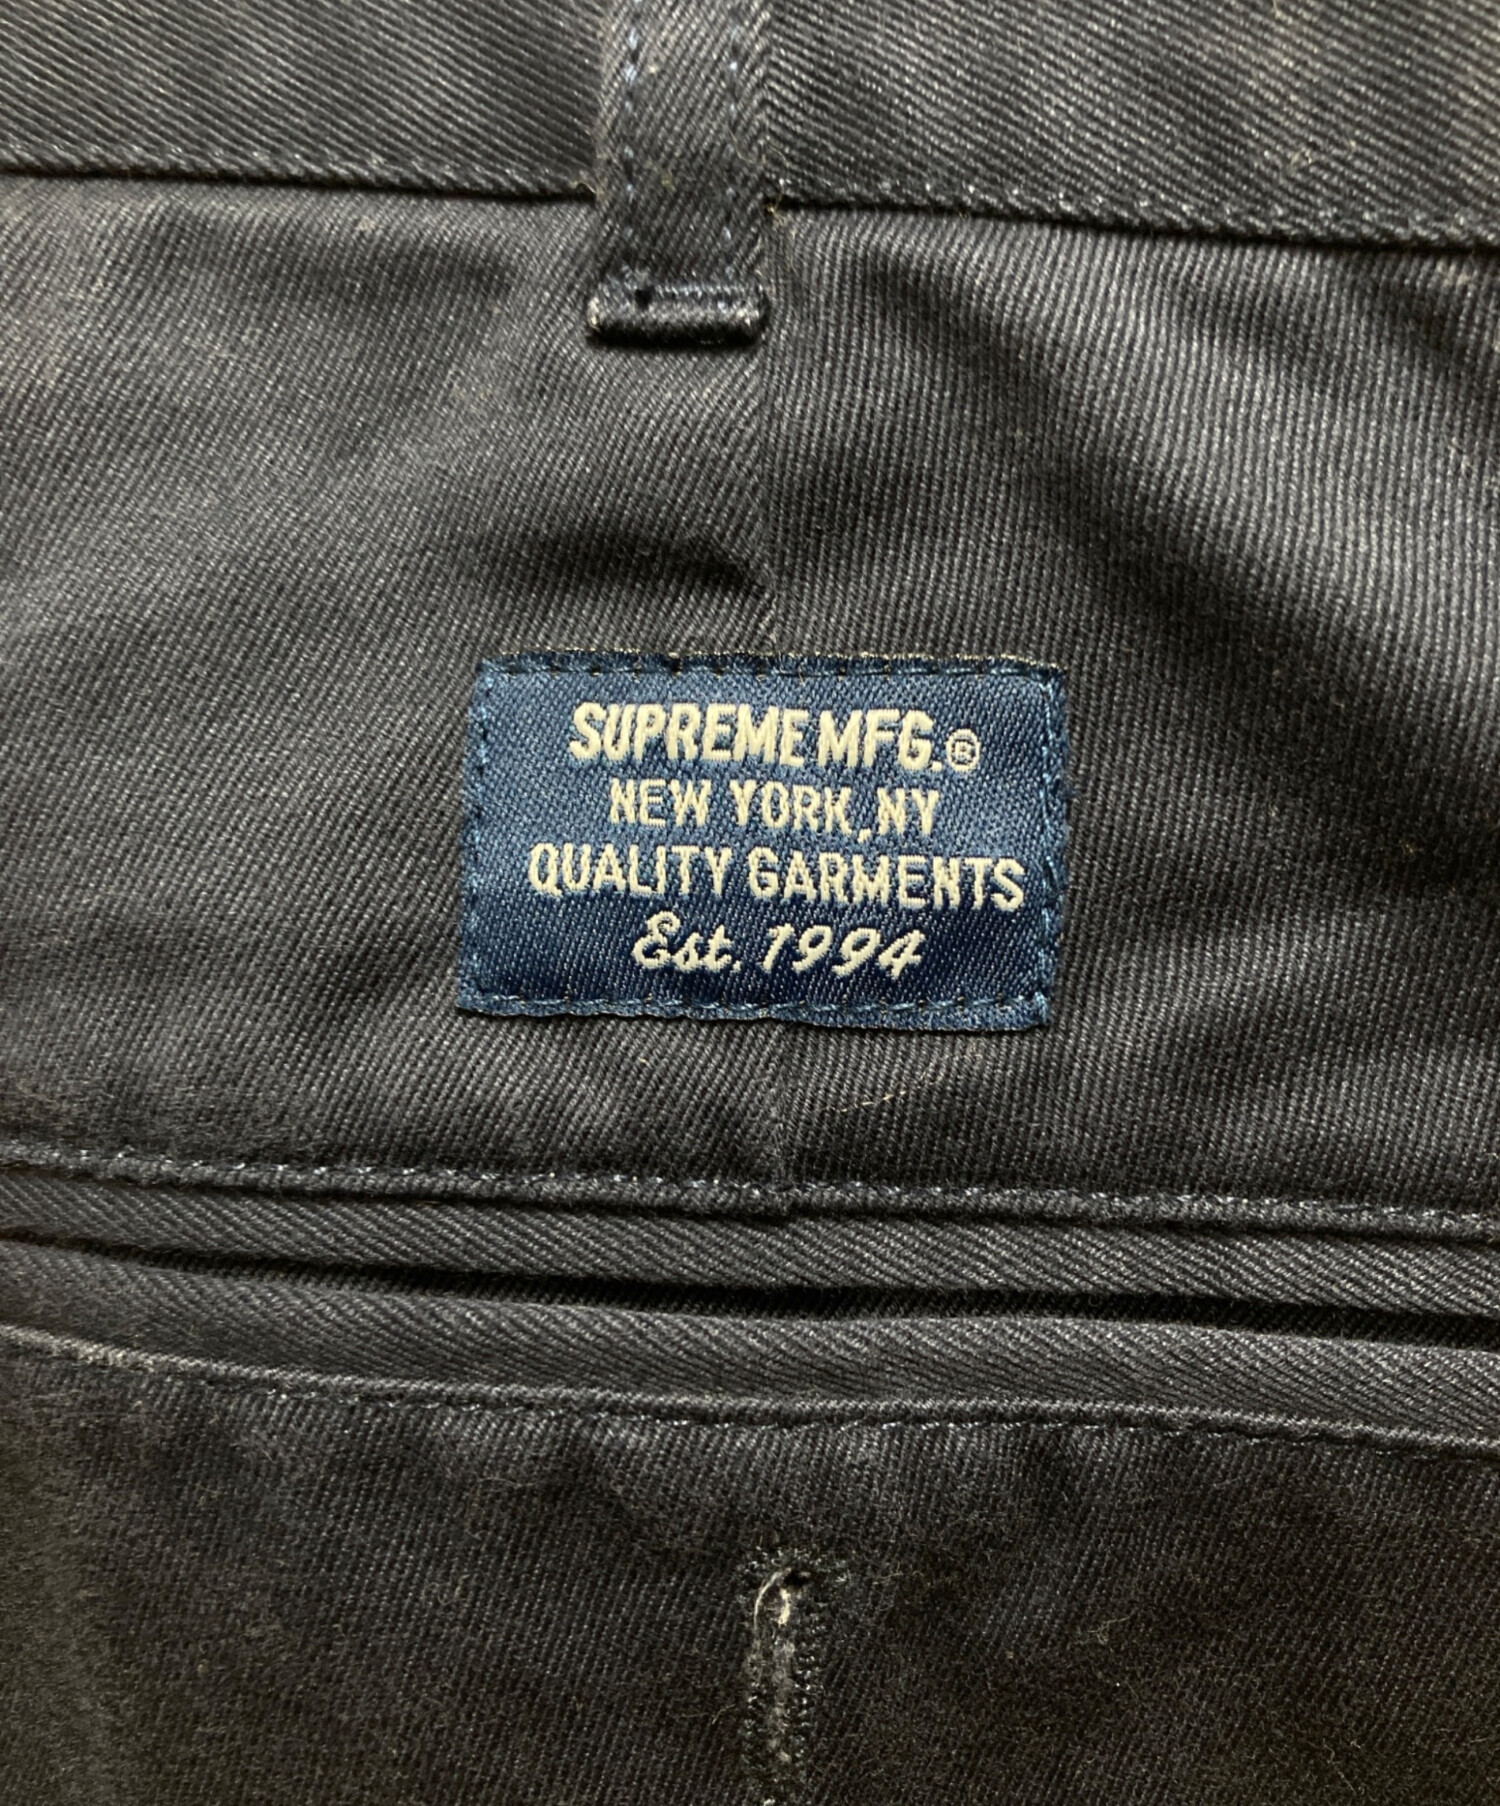 SUPREME MFG.®
NEW YORK, NY
QUALITY GARMENTS
Est. 1994